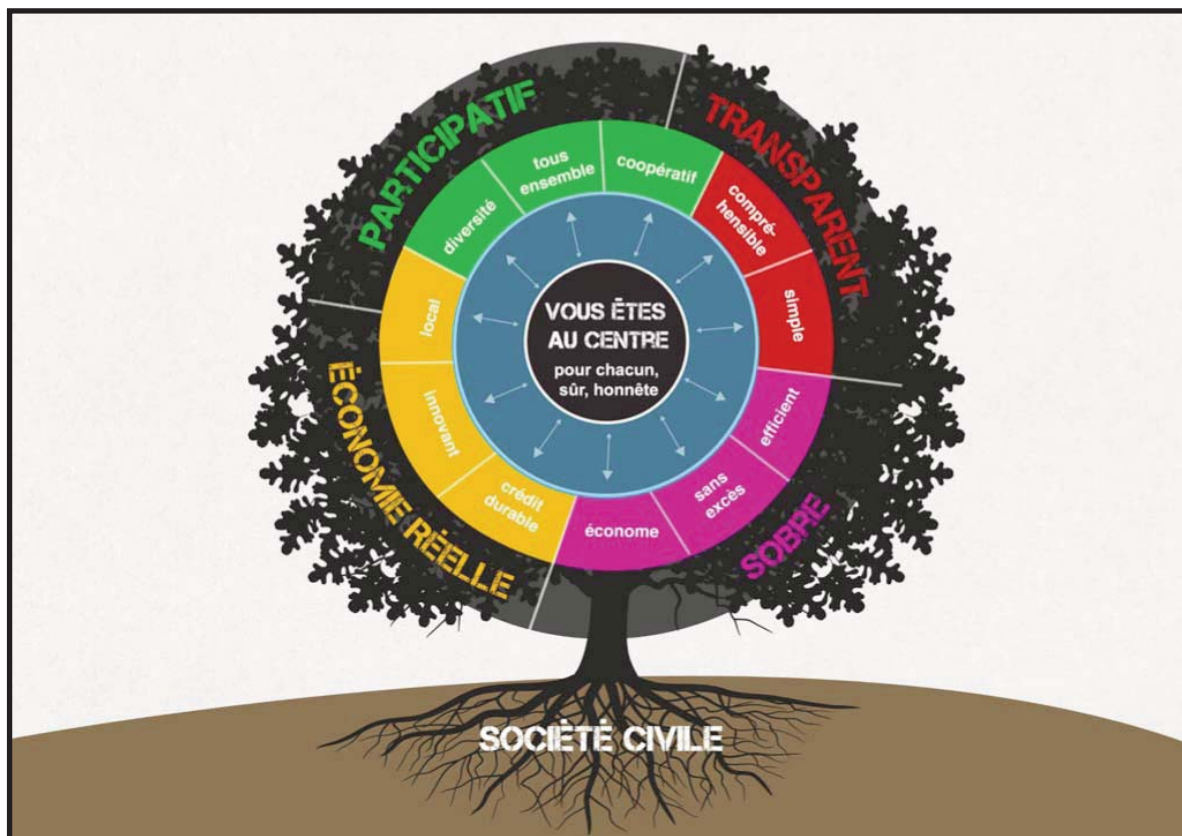 PARTICIPATIF
TRANSPARENT
ÉCONOMIE RÉELLE
SOBRE
diversité
tous
ensemble
coopératif
compré-
hensible
simple
efficient
sans
excès
économe
crédit
durable
innovant
local
VOUS ÊTES
AU CENTRE
pour chacun,
sûr, honnête
SOCIÉTÉ CIVILE